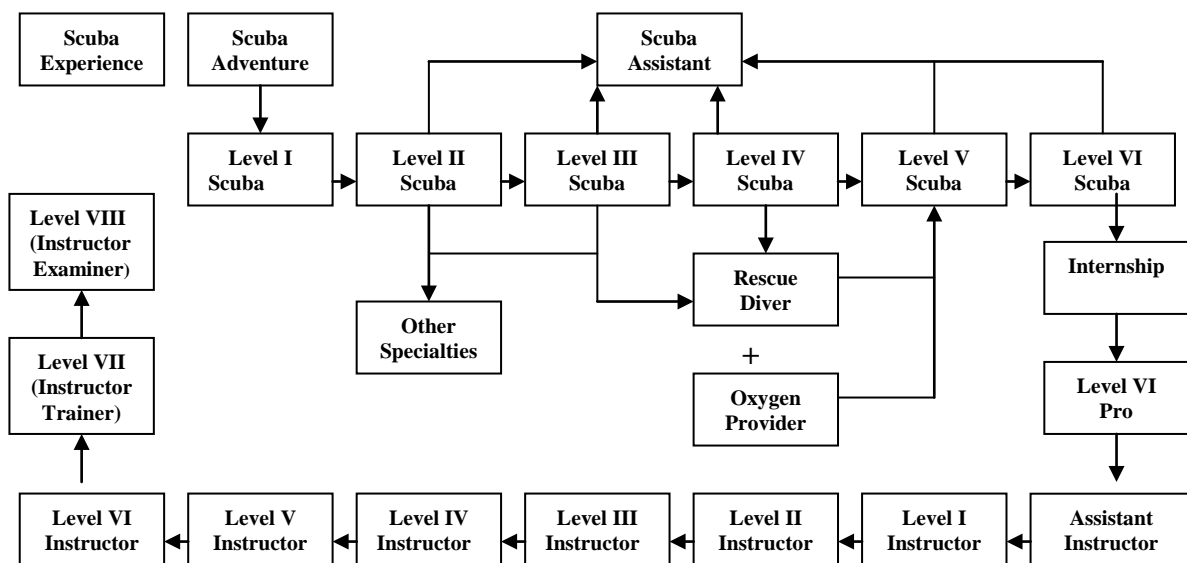 Scuba
Experience
Scuba
Adventure
Scuba
Assistant
Level I
Scuba
Level II
Scuba
Level III
Scuba
Level IV
Scuba
Level V
Scuba
Level VI
Scuba
Level VIII
(Instructor
Examiner)
Rescue
Diver
Internship
Other
Specialties
+
Level VII
(Instructor
Trainer)
Oxygen
Provider
Level VI
Pro
Level VI
Instructor
Level V
Instructor
Level IV
Instructor
Level III
Instructor
Level II
Instructor
Level I
Instructor
Assistant
Instructor